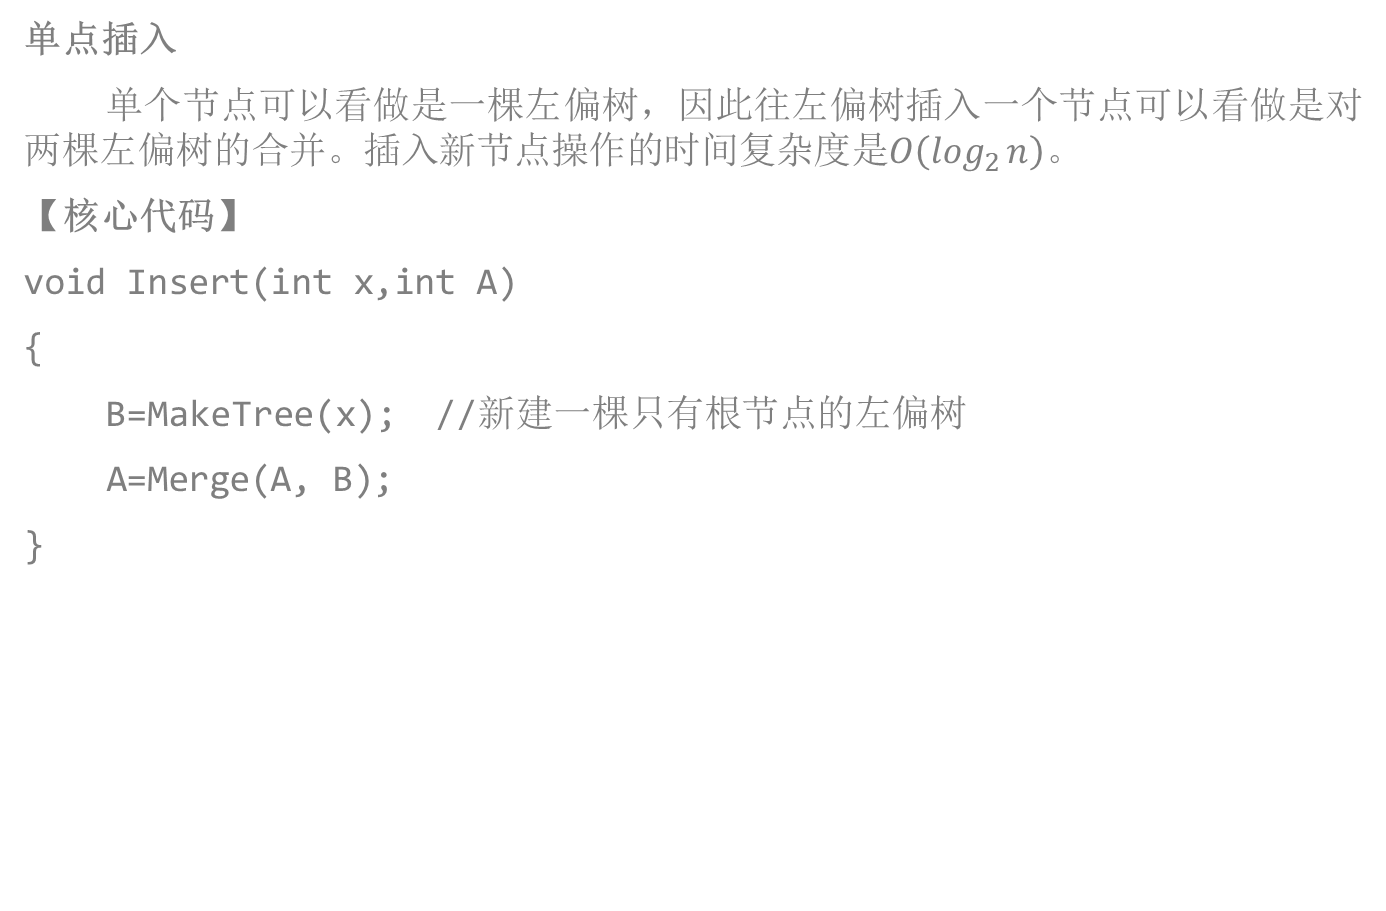 单点插入
单个节点可以看做是一棵左偏树，因此往左偏树插入一个节点可以看做是对
两棵左偏树的合并。插入新节点操作的时间复杂度是O(log₂ n)。
【核心代码】
void Insert(int x,int A)
{
    B=MakeTree(x);  //新建一棵只有根节点的左偏树
    A=Merge(A, B);
}